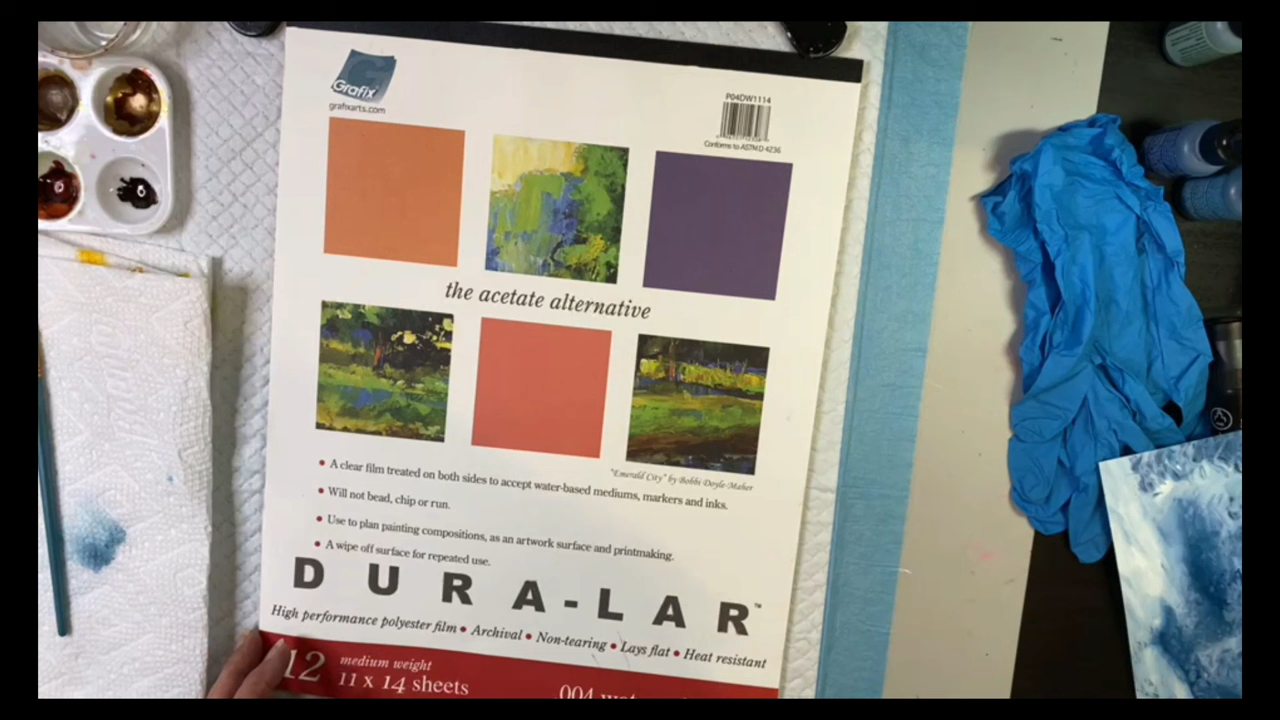 Grafix
grafixarts.com
P04DW1114
Conforms to ASTM D 4236
the acetate alternative
"Emerald City" by Bobbi Doyle-Maher
• A clear film treated on both sides to accept water-based mediums, markers and inks.
• Will not bead, chip or run.
• Use to plan painting compositions, as an artwork surface and printmaking.
• A wipe off surface for repeated use.
DURA-LAR™
High performance polyester film • Archival • Non-tearing • Lays flat • Heat resistant
12 medium weight
11 x 14 sheets
004